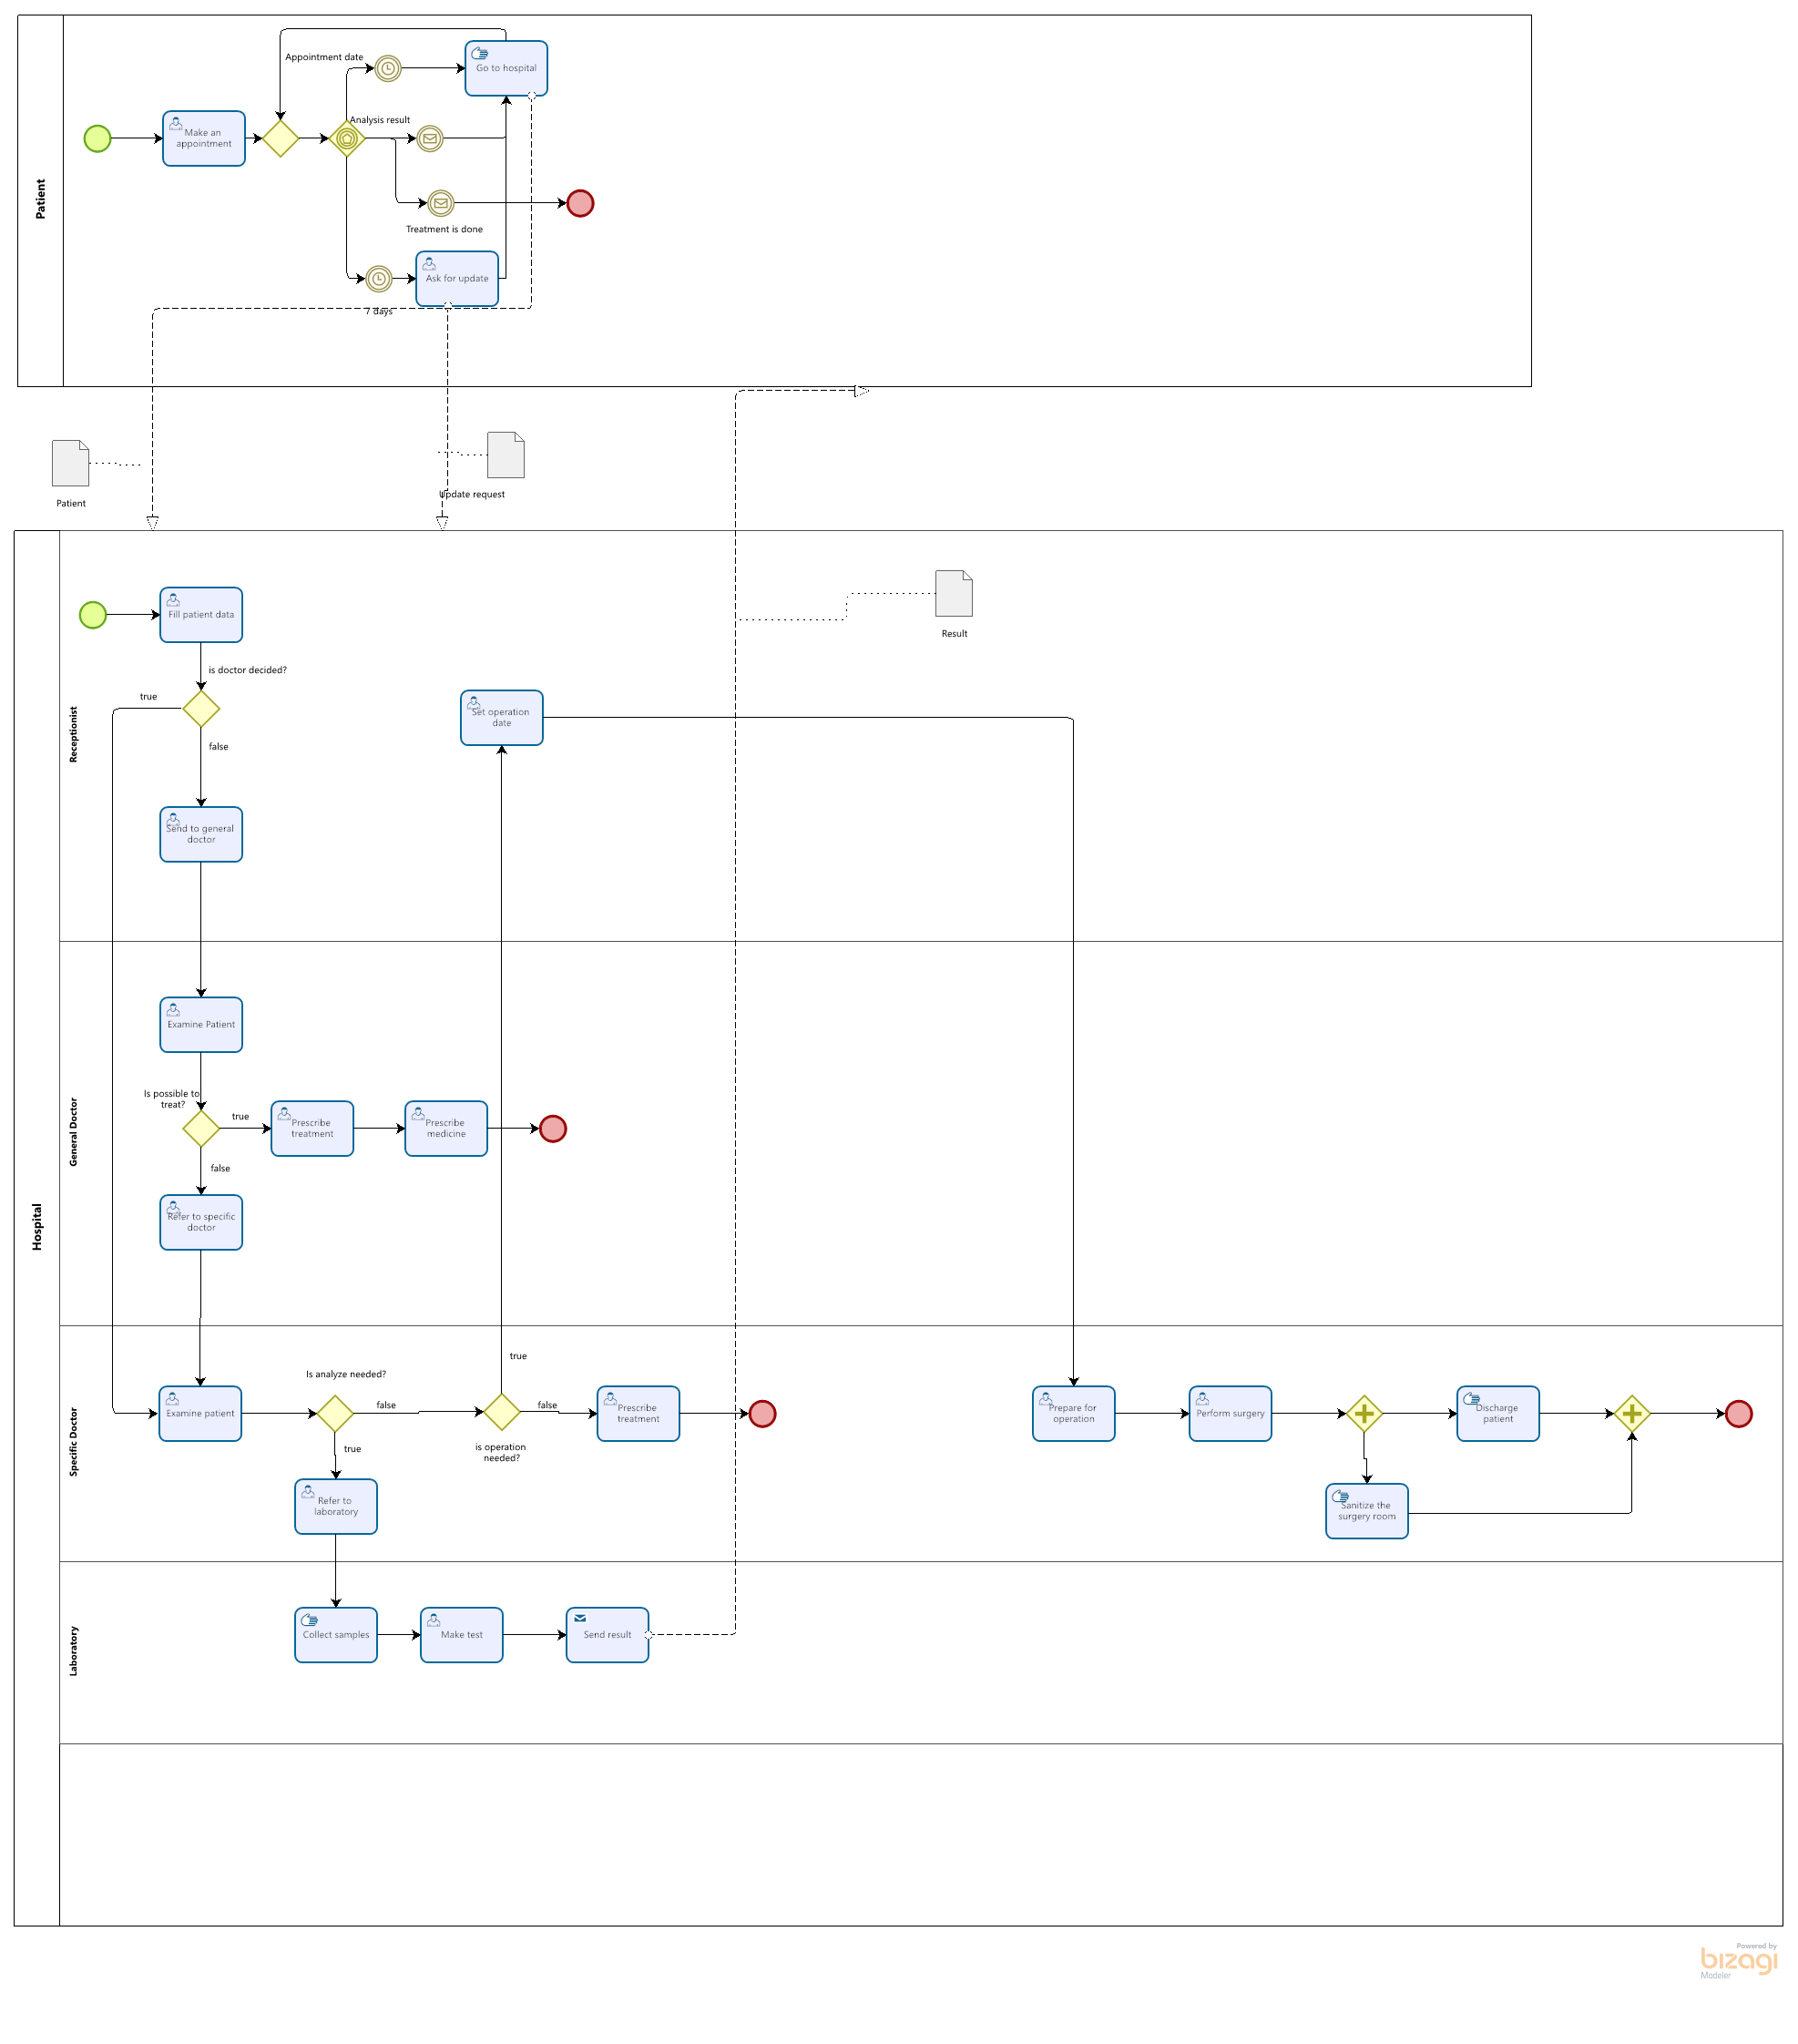 Patient
Appointment date
Go to hospital
Analysis result
Make an
appointment
Treatment is done
Ask for update
7 days
Patient
Update request
Hospital
Receptionist
Fill patient data
Result
is doctor decided?
true
false
Set operation
date
Send to general
doctor
General Doctor
Examine Patient
Is possible to
treat?
true
Prescribe
treatment
Prescribe
medicine
false
Refer to specific
doctor
Specific Doctor
true
Is analyze needed?
Examine patient
false
false
Prescribe
treatment
Prepare for
operation
Perform surgery
Discharge
patient
true
is operation
needed?
Refer to
laboratory
Sanitize the
surgery room
Laboratory
Collect samples
Make test
Send result
Powered by
bizagi
Modeler